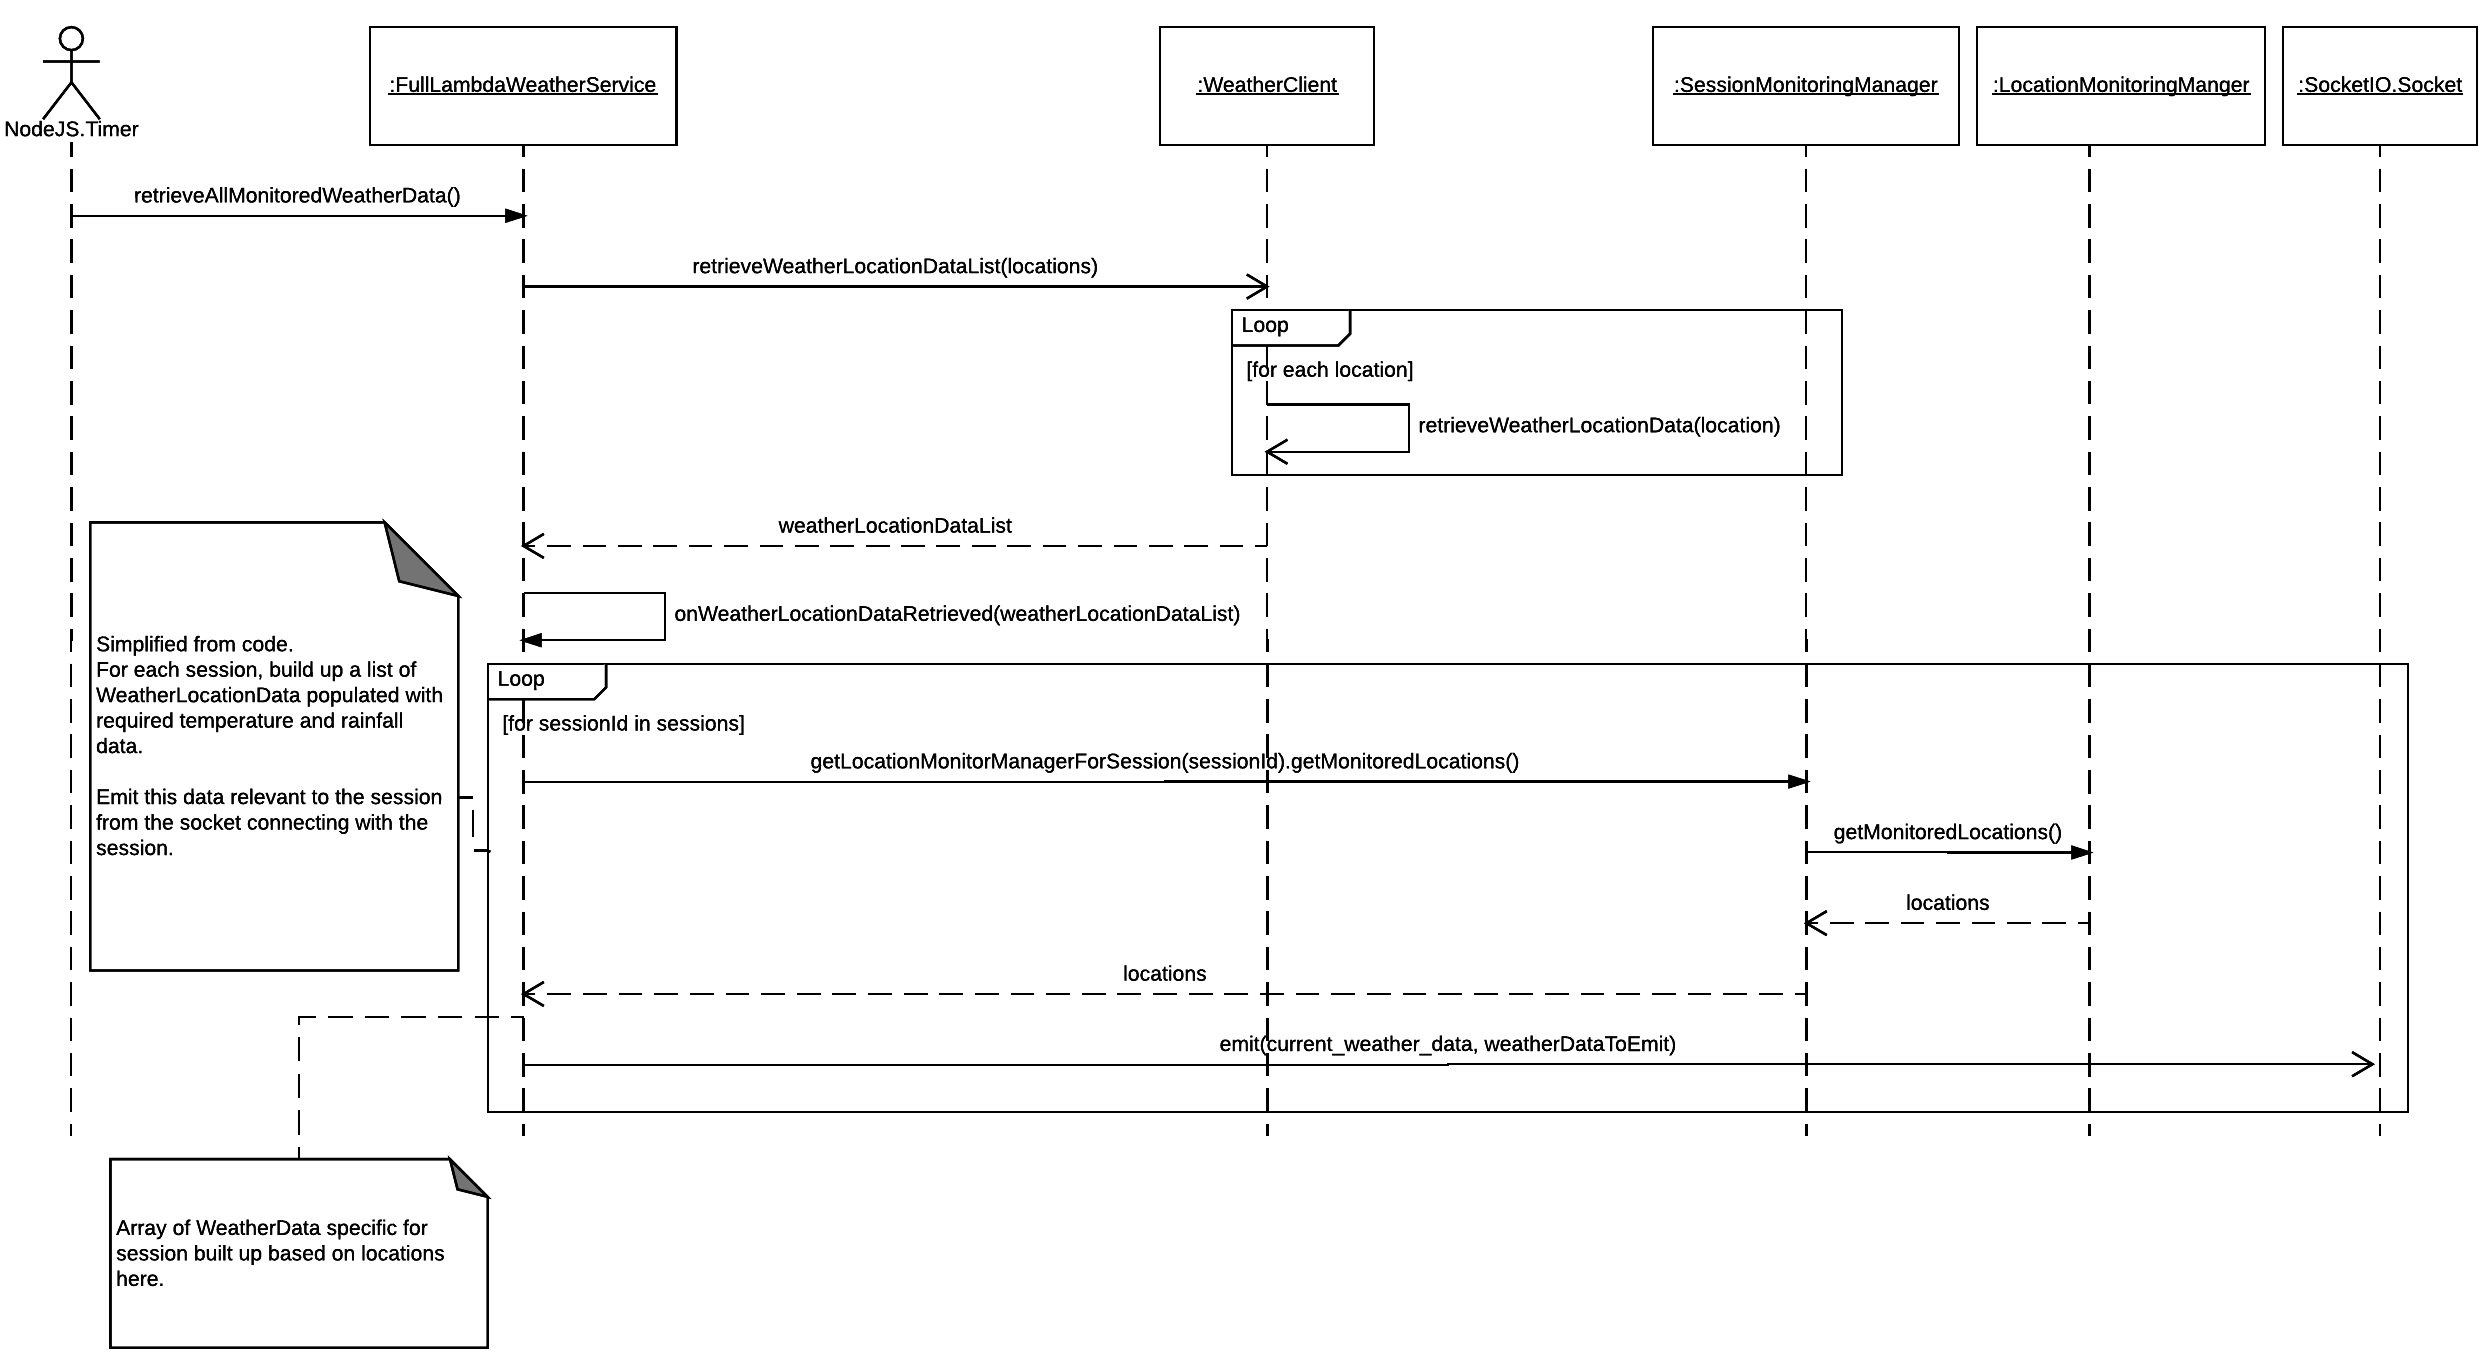 NodeJS.Timer
:FullLambdaWeatherService
:WeatherClient
:SessionMonitoringManager
:LocationMonitoringManger
:SocketIO.Socket
retrieveAllMonitoredWeatherData()
retrieveWeatherLocationDataList(locations)
Loop
[for each location]
retrieveWeatherLocationData(location)
weatherLocationDataList
onWeatherLocationDataRetrieved(weatherLocationDataList)
Simplified from code.
For each session, build up a list of
WeatherLocationData populated with
required temperature and rainfall
data.
Emit this data relevant to the session
from the socket connecting with the
session.
Loop
[for sessionId in sessions]
getLocationMonitorManagerForSession(sessionId).getMonitoredLocations()
getMonitoredLocations()
locations
locations
emit(current_weather_data, weatherDataToEmit)
Array of WeatherData specific for
session built up based on locations
here.